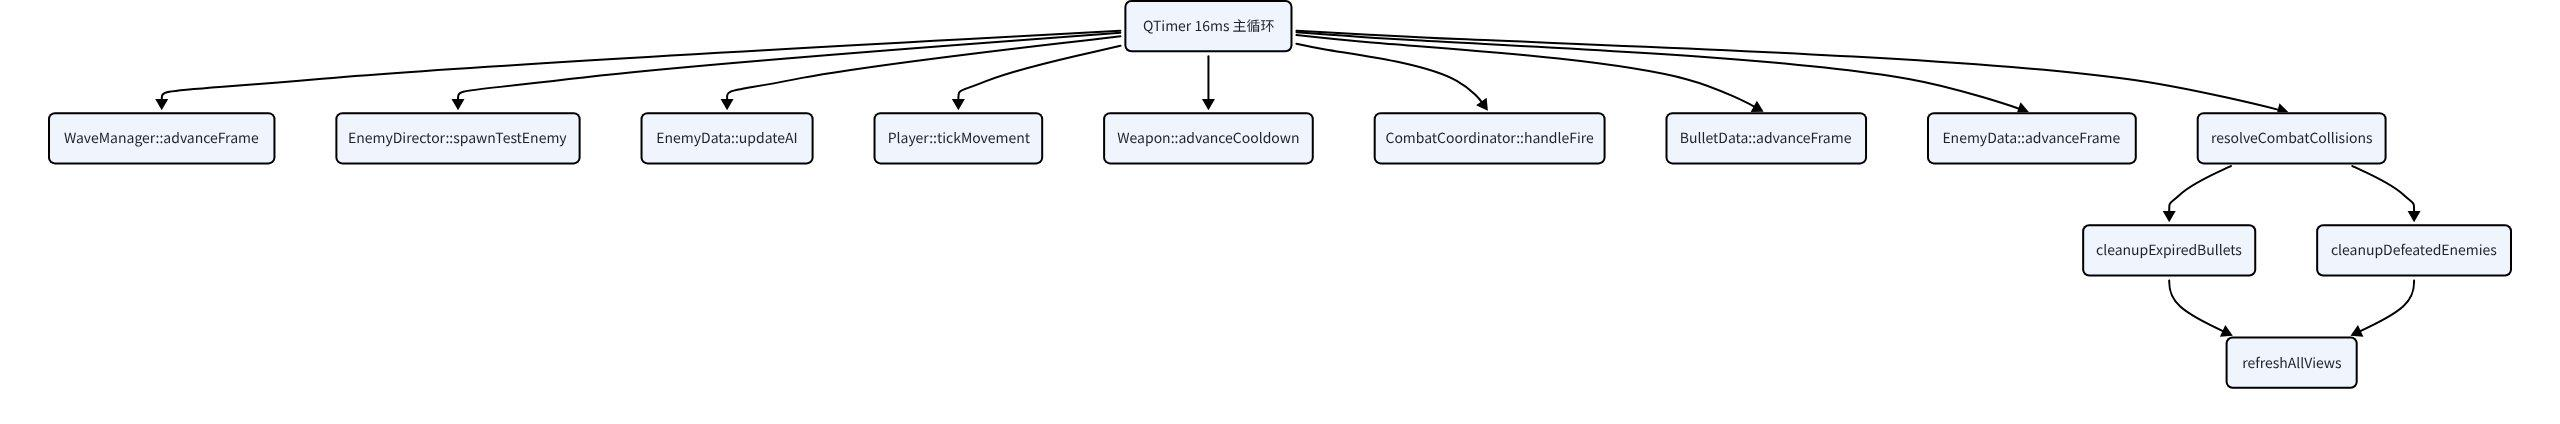 QTimer 16ms 主循环
WaveManager::advanceFrame
EnemyDirector::spawnTestEnemy
EnemyData::updateAI
Player::tickMovement
Weapon::advanceCooldown
CombatCoordinator::handleFire
BulletData::advanceFrame
EnemyData::advanceFrame
resolveCombatCollisions
cleanupExpiredBullets
cleanupDefeatedEnemies
refreshAllViews